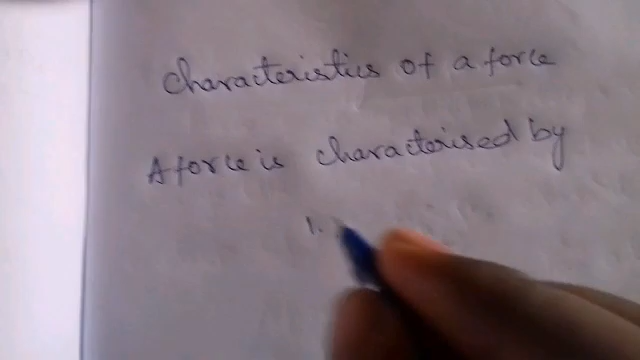 characteristics of a force
A force is characterised by
1.